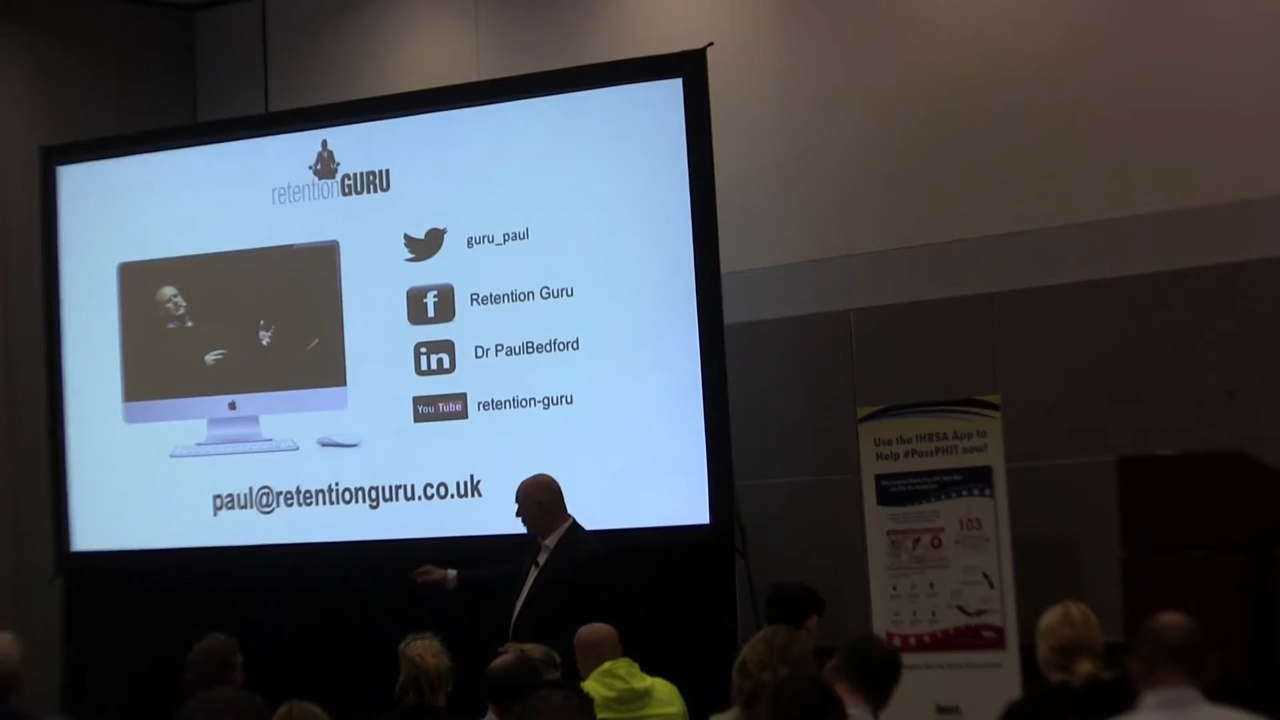 retentionGURU
guru_paul
f
Retention Guru
in
Dr PaulBedford
You Tube
retention-guru
paul@retentionguru.co.uk
Use the IHRSA App to
Help #PassPHIT now!
103